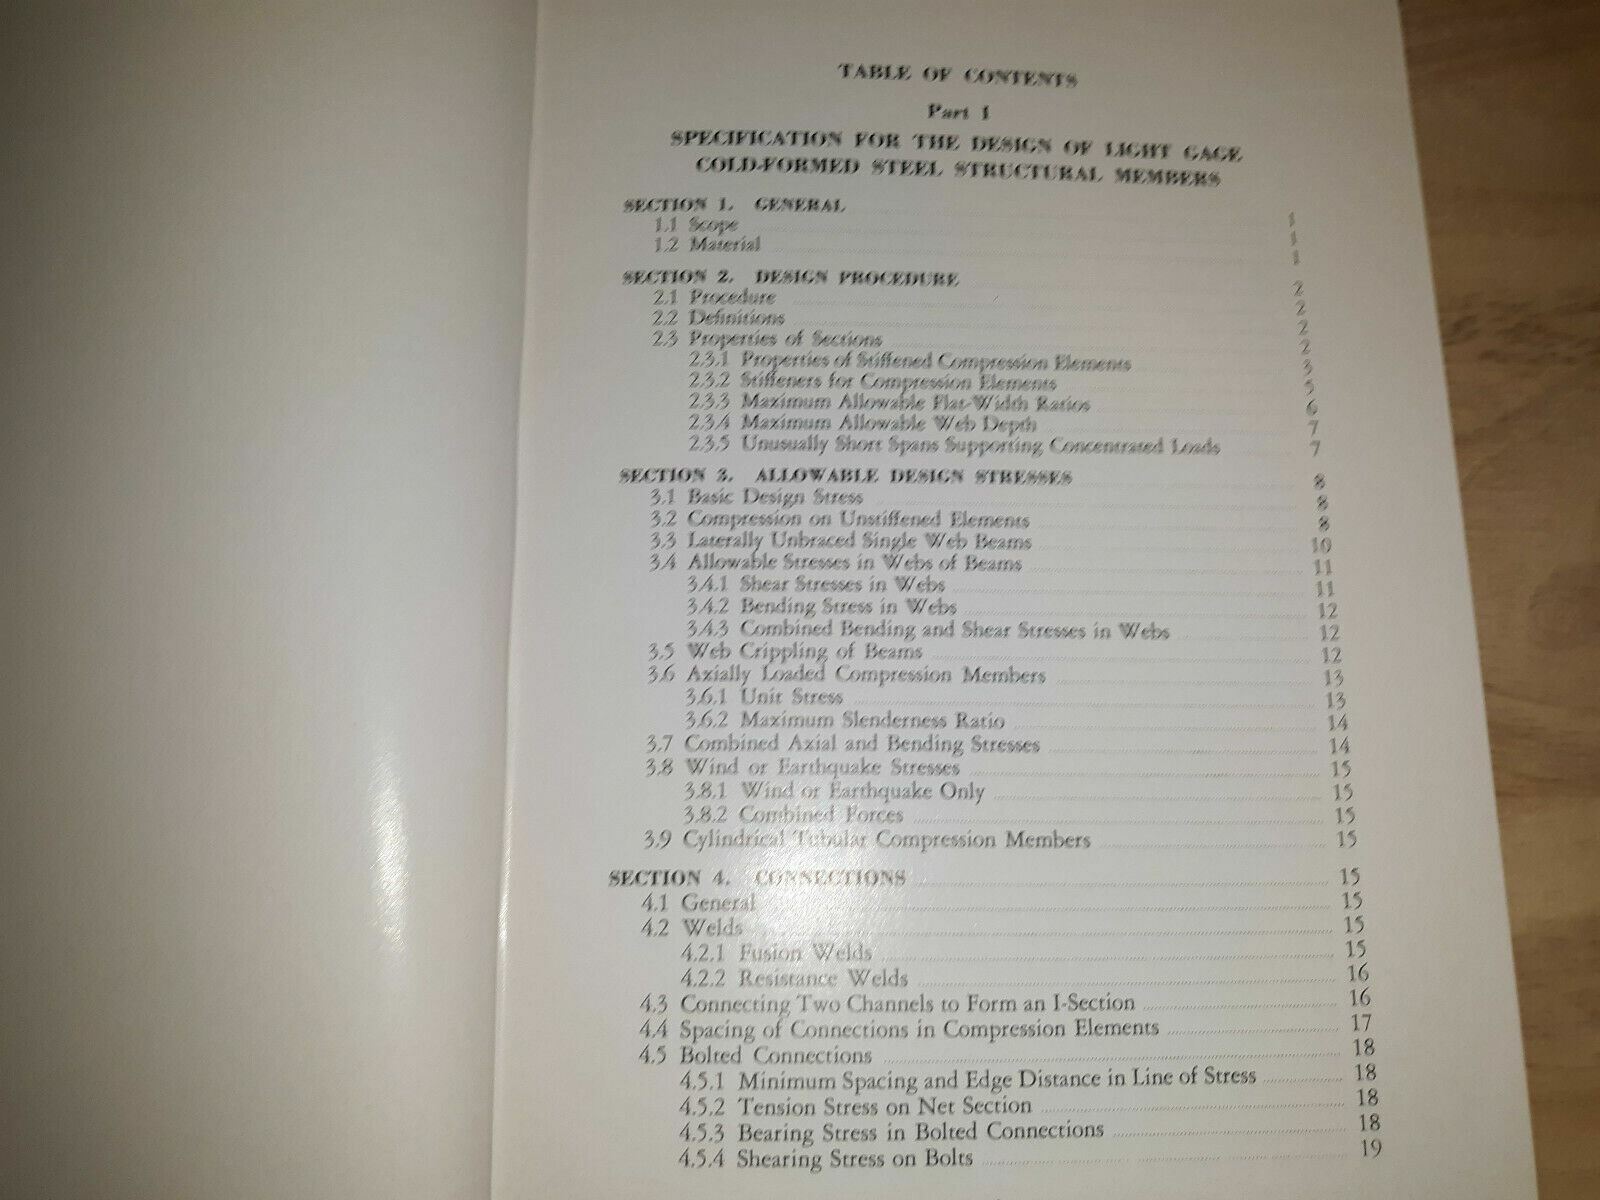 TABLE OF CONTENTS
Part 1
SPECIFICATION FOR THE DESIGN OF LIGHT GAGE
COLD-FORMED STEEL STRUCTURAL MEMBERS
SECTION 1. GENERAL 1
1.1 Scope 1
1.2 Material 1
SECTION 2. DESIGN PROCEDURE 2
2.1 Procedure 2
2.2 Definitions 2
2.3 Properties of Sections 2
2.3.1 Properties of Stiffened Compression Elements 3
2.3.2 Stiffeners for Compression Elements 5
2.3.3 Maximum Allowable Flat-Width Ratios 6
2.3.4 Maximum Allowable Web Depth 7
2.3.5 Unusually Short Spans Supporting Concentrated Loads 7
SECTION 3. ALLOWABLE DESIGN STRESSES 8
3.1 Basic Design Stress 8
3.2 Compression on Unstiffened Elements 8
3.3 Laterally Unbraced Single Web Beams 10
3.4 Allowable Stresses in Webs of Beams 11
3.4.1 Shear Stresses in Webs 11
3.4.2 Bending Stress in Webs 12
3.4.3 Combined Bending and Shear Stresses in Webs 12
3.5 Web Crippling of Beams 12
3.6 Axially Loaded Compression Members 13
3.6.1 Unit Stress 13
3.6.2 Maximum Slenderness Ratio 14
3.7 Combined Axial and Bending Stresses 14
3.8 Wind or Earthquake Stresses 15
3.8.1 Wind or Earthquake Only 15
3.8.2 Combined Forces 15
3.9 Cylindrical Tubular Compression Members 15
SECTION 4. CONNECTIONS 15
4.1 General 15
4.2 Welds 15
4.2.1 Fusion Welds 15
4.2.2 Resistance Welds 16
4.3 Connecting Two Channels to Form an I-Section 16
4.4 Spacing of Connections in Compression Elements 17
4.5 Bolted Connections 18
4.5.1 Minimum Spacing and Edge Distance in Line of Stress 18
4.5.2 Tension Stress on Net Section 18
4.5.3 Bearing Stress in Bolted Connections 18
4.5.4 Shearing Stress on Bolts 19